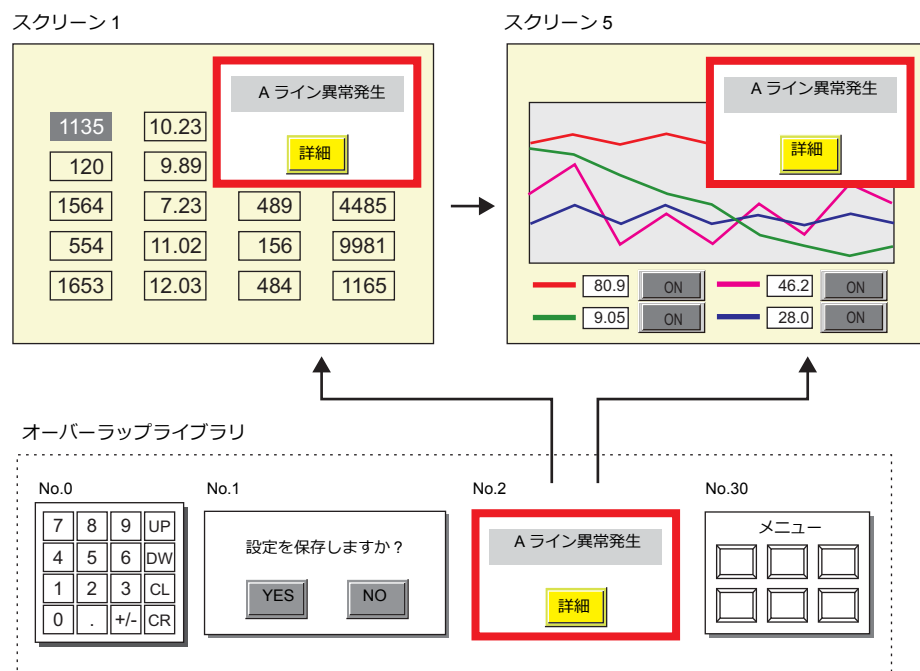 スクリーン 1
A ライン異常発生
詳細
1135 10.23
120 9.89
1564 7.23 489 4485
554 11.02 156 9981
1653 12.03 484 1165
スクリーン 5
A ライン異常発生
詳細
80.9 ON 46.2 ON
9.05 ON 28.0 ON
オーバーラップライブラリ
No.0
7 8 9 UP
4 5 6 DW
1 2 3 CL
0 . +/- CR
No.1
設定を保存しますか？
YES NO
No.2
A ライン異常発生
詳細
No.30
メニュー